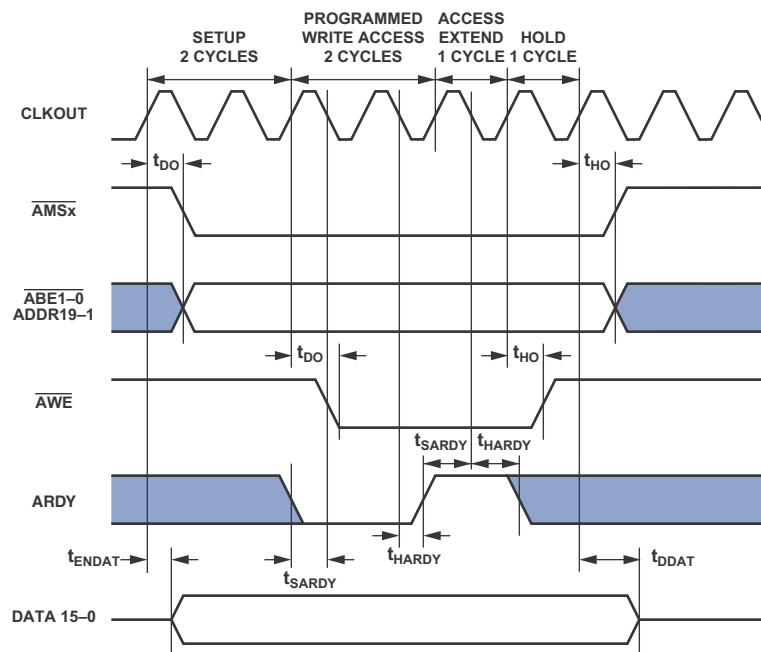 SETUP
2 CYCLES
PROGRAMMED
WRITE ACCESS
2 CYCLES
ACCESS
EXTEND
1 CYCLE
HOLD
1 CYCLE
CLKOUT
tDO
tHO
AMSx
ABE1–0
ADDR19–1
tDO
tHO
AWE
tSARDY
tHARDY
ARDY
tENDAT
tSARDY
tHARDY
tDDAT
DATA 15–0